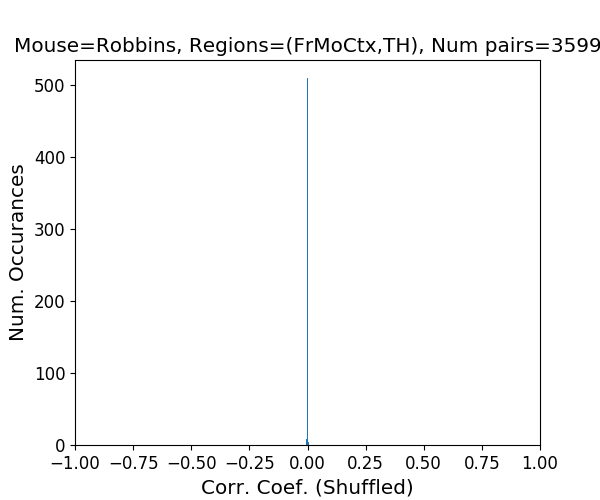 Mouse=Robbins, Regions=(FrMoCtx,TH), Num pairs=3599
500
400
300
200
100
0
Num. Occurances
−1.00 −0.75 −0.50 −0.25 0.00 0.25 0.50 0.75 1.00
Corr. Coef. (Shuffled)